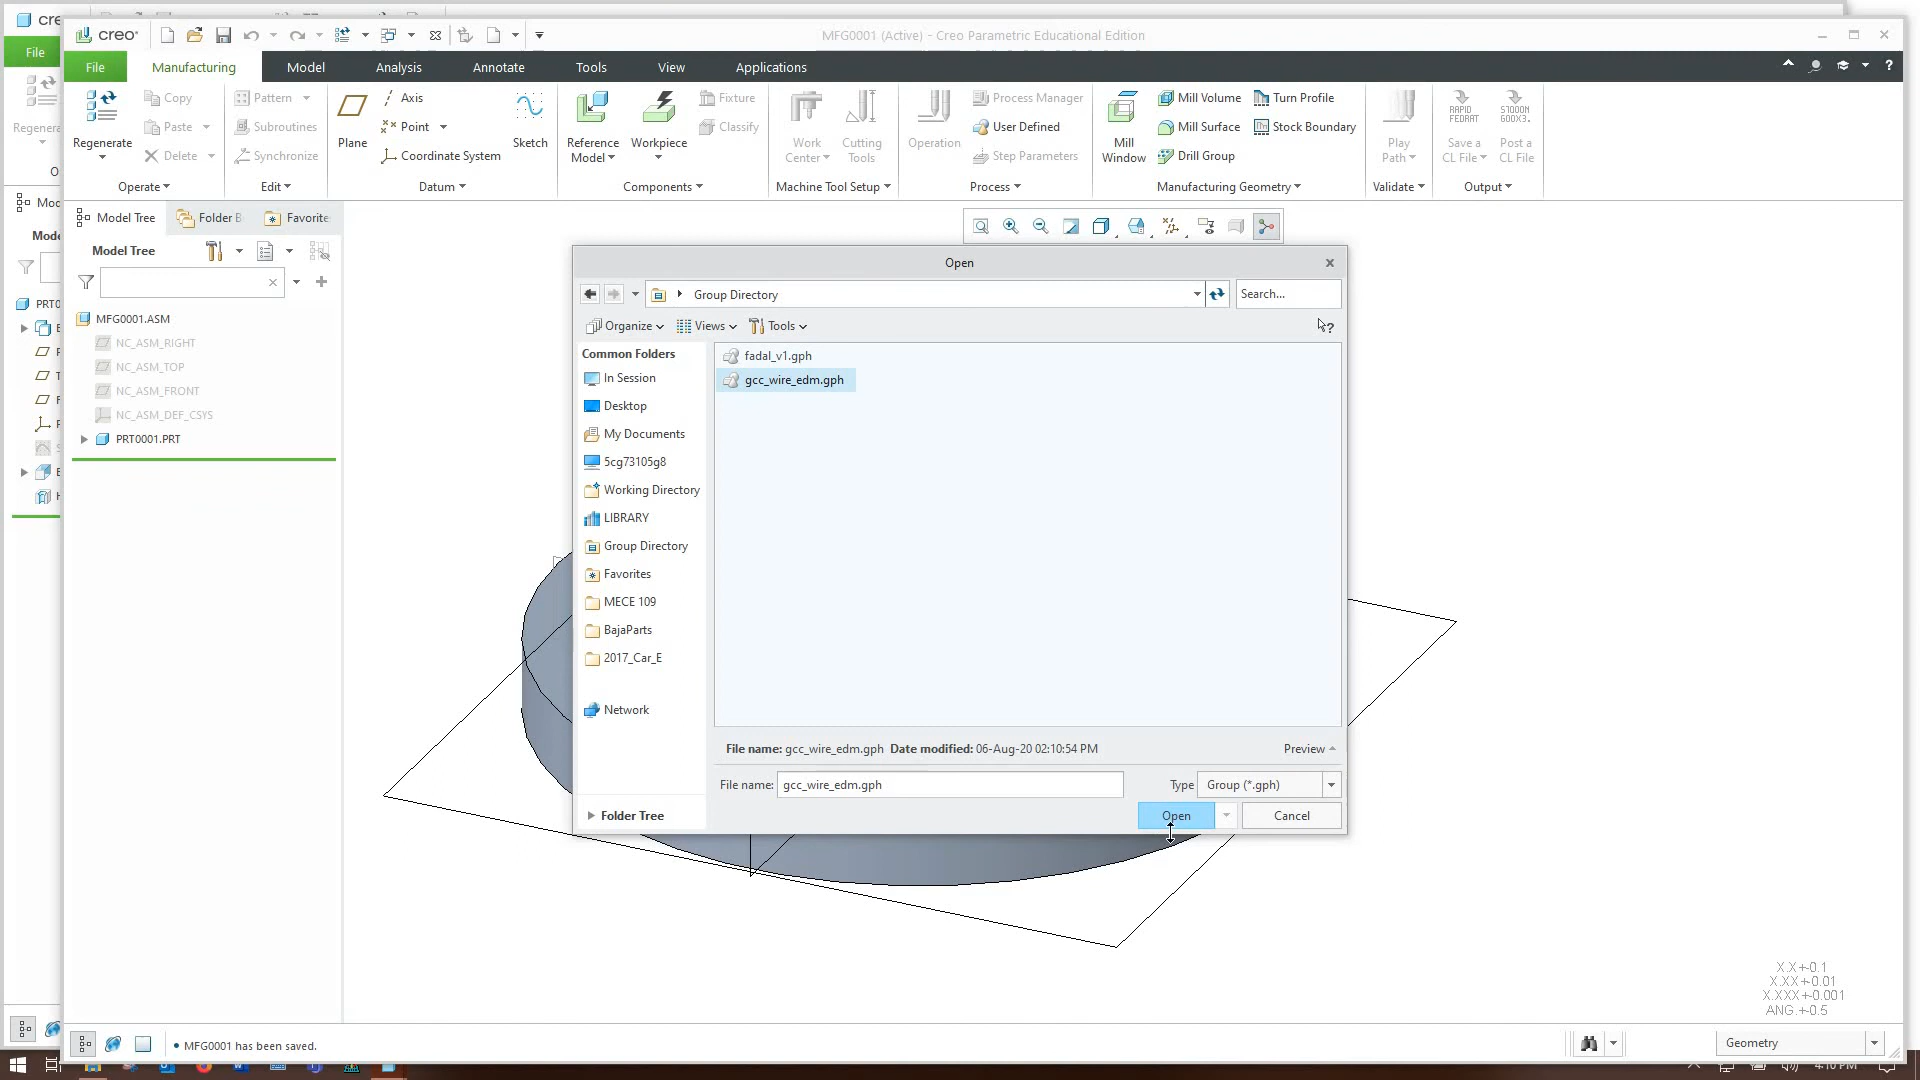 creo°
MFG0001 (Active) - Creo Parametric Educational Edition
File
File
Manufacturing
Model
Analysis
Annotate
Tools
View
Applications
?
Regenerate
Copy
Paste
Delete
Pattern
Subroutines
Synchronize
Plane
Axis
Point
Coordinate System
Sketch
Reference
Model
Workpiece
Fixture
Classify
Work
Center
Cutting
Tools
Operation
Process Manager
User Defined
Step Parameters
Mill
Window
Mill Volume
Mill Surface
Drill Group
Turn Profile
Stock Boundary
Play
Path
RAPID
FEDRAT
Save a
CL File
Post a
CL File
Operate
Edit
Datum
Components
Machine Tool Setup
Process
Manufacturing Geometry
Validate
Output
Model Tree
Folder B
Favorite
Model Tree
MFG0001.ASM
NC_ASM_RIGHT
NC_ASM_TOP
NC_ASM_FRONT
NC_ASM_DEF_CSYS
PRT0001.PRT
Open
Group Directory
Search...
Organize
Views
Tools
Common Folders
In Session
Desktop
My Documents
5cg73105g8
Working Directory
LIBRARY
Group Directory
Favorites
MECE 109
BajaParts
2017_Car_E
Network
Folder Tree
fadal_v1.gph
gcc_wire_edm.gph
File name: gcc_wire_edm.gph Date modified: 06-Aug-20 02:10:54 PM
Preview
File name: gcc_wire_edm.gph
Type Group (*.gph)
Open
Cancel
X.X+-0.1
X.XX+-0.01
X.XXX+-0.001
ANG.+-0.5
• MFG0001 has been saved.
Geometry
4:10 PM